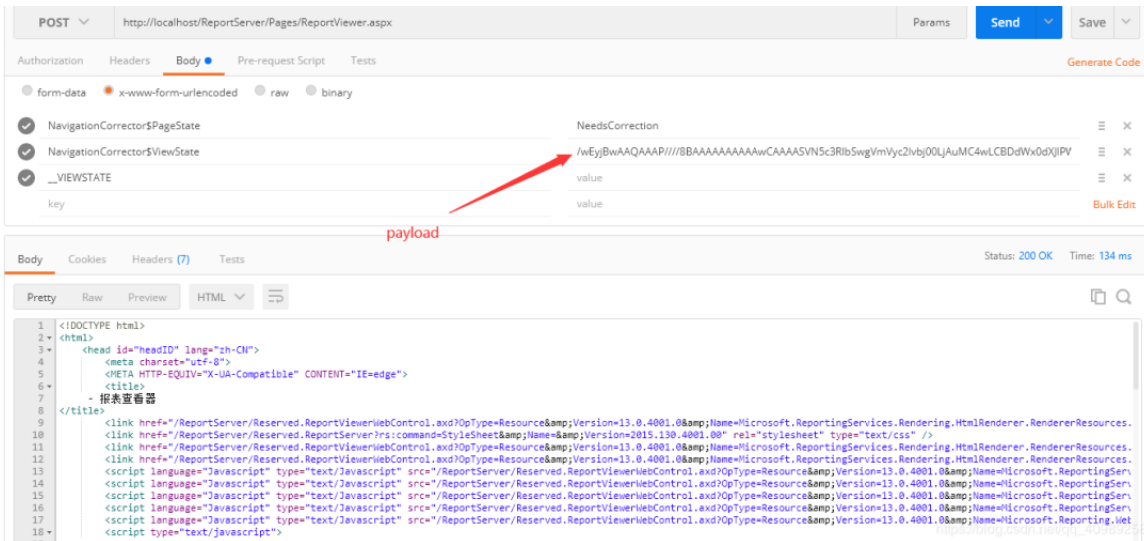 POST http://localhost/ReportServer/Pages/ReportViewer.aspx Params Send Save
Authorization Headers Body Pre-request Script Tests Generate Code
form-data x-www-form-urlencoded raw binary
NavigationCorrector$PageState NeedsCorrection
NavigationCorrector$ViewState
__VIEWSTATE value
key value Bulk Edit
payload
Body Cookies Headers (7) Tests Status: 200 OK Time: 134 ms
Pretty Raw Preview HTML
1 <!DOCTYPE html>
2 <html>
3 <head id="headID" lang="zh-CN">
4 <meta charset="utf-8">
5 <META HTTP-EQUIV="X-UA-Compatible" CONTENT="IE=edge">
6 <title>
7 - 报表查看器
8 </title>
9 <link href="/ReportServer/Reserved.ReportViewerWebControl.axd?OpType=Resource&amp;Version=13.0.4001.0&amp;Name=Microsoft.ReportingServices.Rendering.HtmlRenderer.RendererResources.
10 <link href="/ReportServer/Reserved.ReportServer?rs:command=StyleSheet&amp;Name=&amp;Version=2015.130.4001.00" rel="stylesheet" type="text/css" />
11 <link href="/ReportServer/Reserved.ReportViewerWebControl.axd?OpType=Resource&amp;Version=13.0.4001.0&amp;Name=Microsoft.ReportingServices.Rendering.HtmlRenderer.RendererResources.
12 <link href="/ReportServer/Reserved.ReportViewerWebControl.axd?OpType=Resource&amp;Version=13.0.4001.0&amp;Name=Microsoft.ReportingServices.Rendering.HtmlRenderer.RendererResources.
13 <script language="Javascript" type="text/Javascript" src="/ReportServer/Reserved.ReportViewerWebControl.axd?OpType=Resource&amp;Version=13.0.4001.0&amp;Name=Microsoft.ReportingServ
14 <script language="Javascript" type="text/Javascript" src="/ReportServer/Reserved.ReportViewerWebControl.axd?OpType=Resource&amp;Version=13.0.4001.0&amp;Name=Microsoft.ReportingServ
15 <script language="Javascript" type="text/Javascript" src="/ReportServer/Reserved.ReportViewerWebControl.axd?OpType=Resource&amp;Version=13.0.4001.0&amp;Name=Microsoft.ReportingServ
16 <script language="Javascript" type="text/Javascript" src="/ReportServer/Reserved.ReportViewerWebControl.axd?OpType=Resource&amp;Version=13.0.4001.0&amp;Name=Microsoft.ReportingServ
17 <script language="Javascript" type="text/Javascript" src="/ReportServer/Reserved.ReportViewerWebControl.axd?OpType=Resource&amp;Version=13.0.4001.0&amp;Name=Microsoft.Reporting.Web
18 <script type="text/javascript">